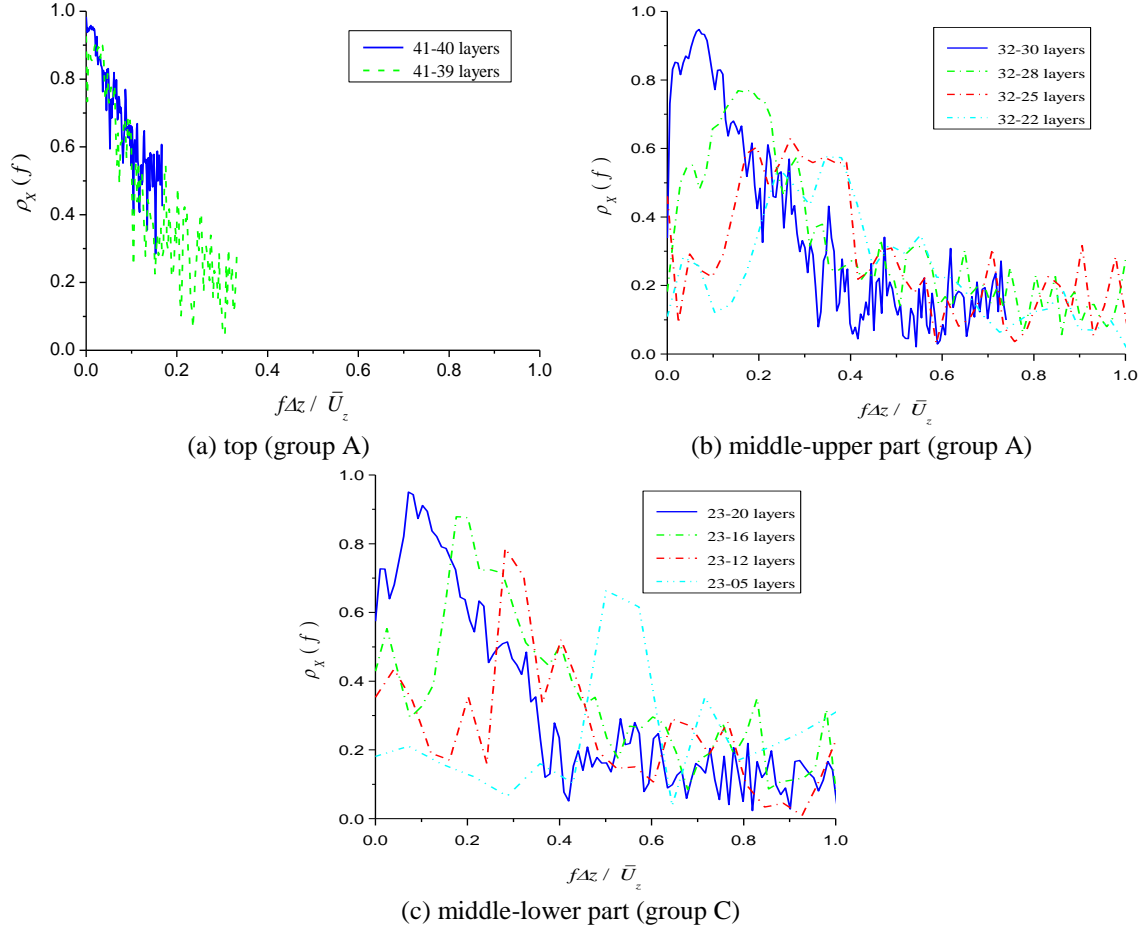 1.0
0.8
0.6
0.4
0.2
0.0
ρX (f)
41-40 layers
41-39 layers
0.0 0.2 0.4 0.6 0.8 1.0
fΔz / Ūz
(a) top (group A)
1.0
0.8
0.6
0.4
0.2
0.0
ρX (f)
32-30 layers
32-28 layers
32-25 layers
32-22 layers
0.0 0.2 0.4 0.6 0.8 1.0
fΔz / Ūz
(b) middle-upper part (group A)
1.0
0.8
0.6
0.4
0.2
0.0
ρX (f)
23-20 layers
23-16 layers
23-12 layers
23-05 layers
0.0 0.2 0.4 0.6 0.8 1.0
fΔz / Ūz
(c) middle-lower part (group C)